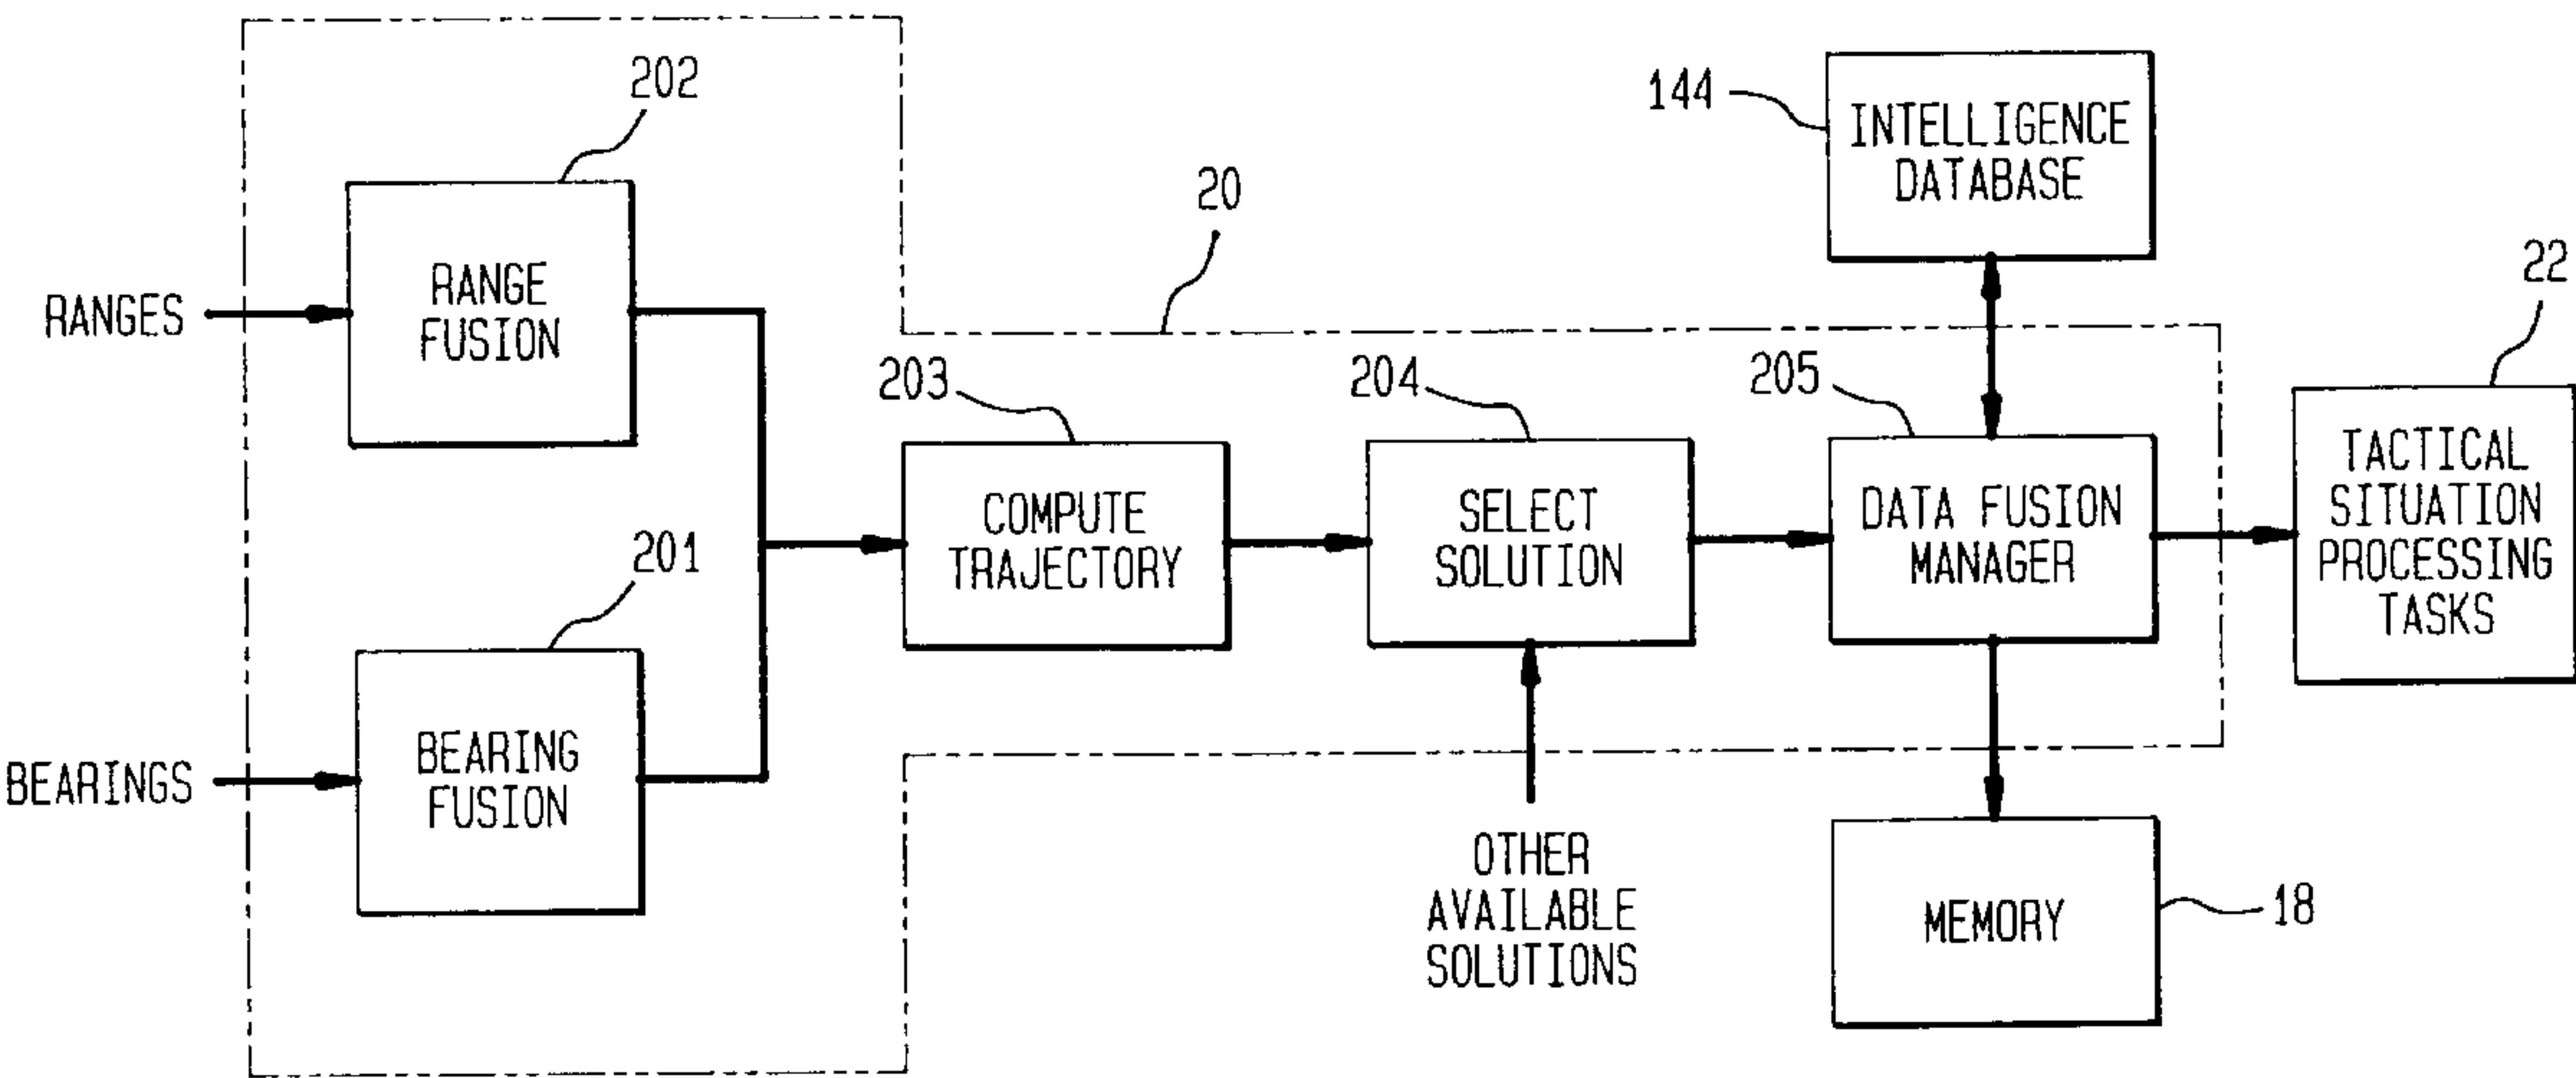 202
RANGES
RANGE
FUSION
201
BEARINGS
BEARING
FUSION
20
203
COMPUTE
TRAJECTORY
204
SELECT
SOLUTION
OTHER
AVAILABLE
SOLUTIONS
144
INTELLIGENCE
DATABASE
205
DATA FUSION
MANAGER
MEMORY
18
22
TACTICAL
SITUATION
PROCESSING
TASKS